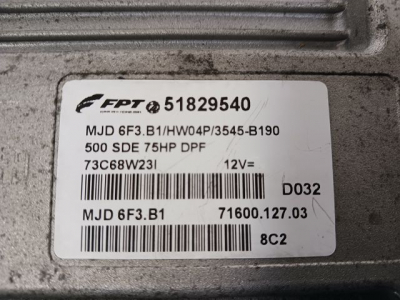 FPT 51829540
MJD 6F3.B1/HW04P/3545-B190
500 SDE 75HP DPF
73C68W23I 12V=
D032
MJD 6F3.B1 71600.127.03
8C2